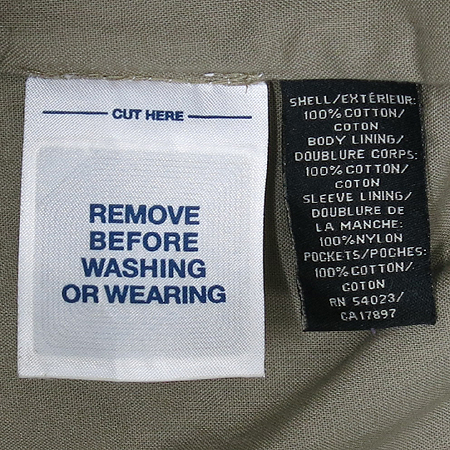 CUT HERE
REMOVE
BEFORE
WASHING
OR WEARING
SHELL/EXTÉRIEUR:
100% COTTON/
COTON
BODY LINING/
DOUBLURE CORPS:
100% COTTON/
COTON
SLEEVE LINING/
DOUBLURE DE
LA MANCHE:
100% NYLON
POCKETS/POCHES:
100% COTTON/
COTON
RN 54023/
CA17897